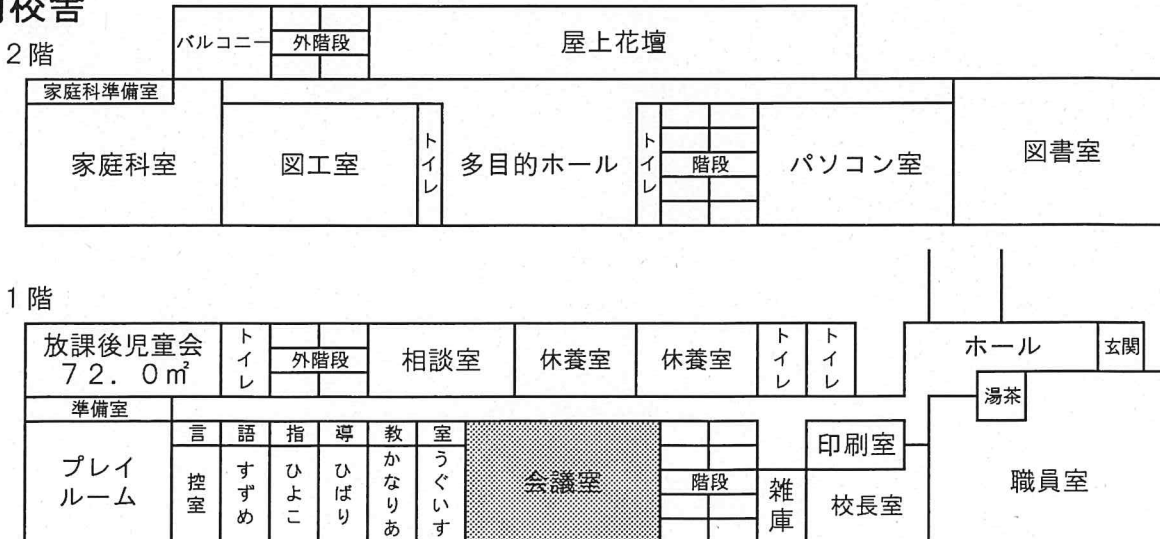 校舎
2階
バルコニー
外階段
屋上花壇
家庭科準備室
家庭科室
図工室
トイレ
多目的ホール
トイレ
階段
パソコン室
図書室
1階
放課後児童会
72.0㎡
トイレ
外階段
相談室
休養室
休養室
トイレ
トイレ
ホール
玄関
湯茶
準備室
言語指導教室
プレイ
ルーム
控室
すずめ
ひよこ
ひばり
かなりあ
うぐいす
会議室
階段
雑庫
印刷室
校長室
職員室